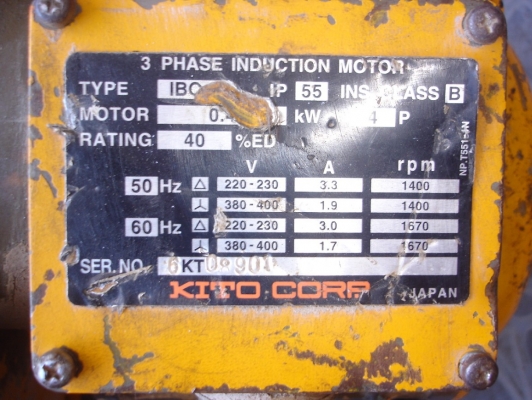 3 PHASE INDUCTION MOTOR
TYPE IP 55 INS. CLASS B
MOTOR kW 4 P
RATING 40 %ED
V A rpm
50 Hz △ 220-230 3.3 1400
380-400 1.9 1400
60 Hz △ 220-230 3.0 1670
380-400 1.7 1670
SER.NO.
KITO CORP JAPAN